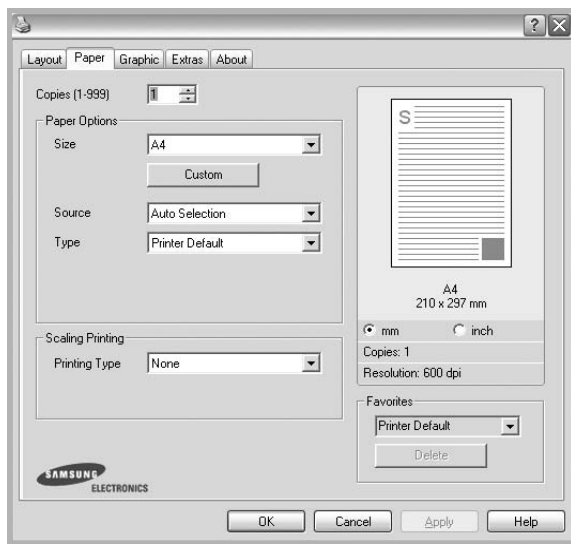 ?
Layout Paper Graphic Extras About
Copies (1-999) 1
Paper Options
Size A4
Custom
Source Auto Selection
Type Printer Default
Scaling Printing
Printing Type None
S
A4
210 x 297 mm
mm inch
Copies: 1
Resolution: 600 dpi
Favorites
Printer Default
Delete
SAMSUNG
ELECTRONICS
OK Cancel Apply Help